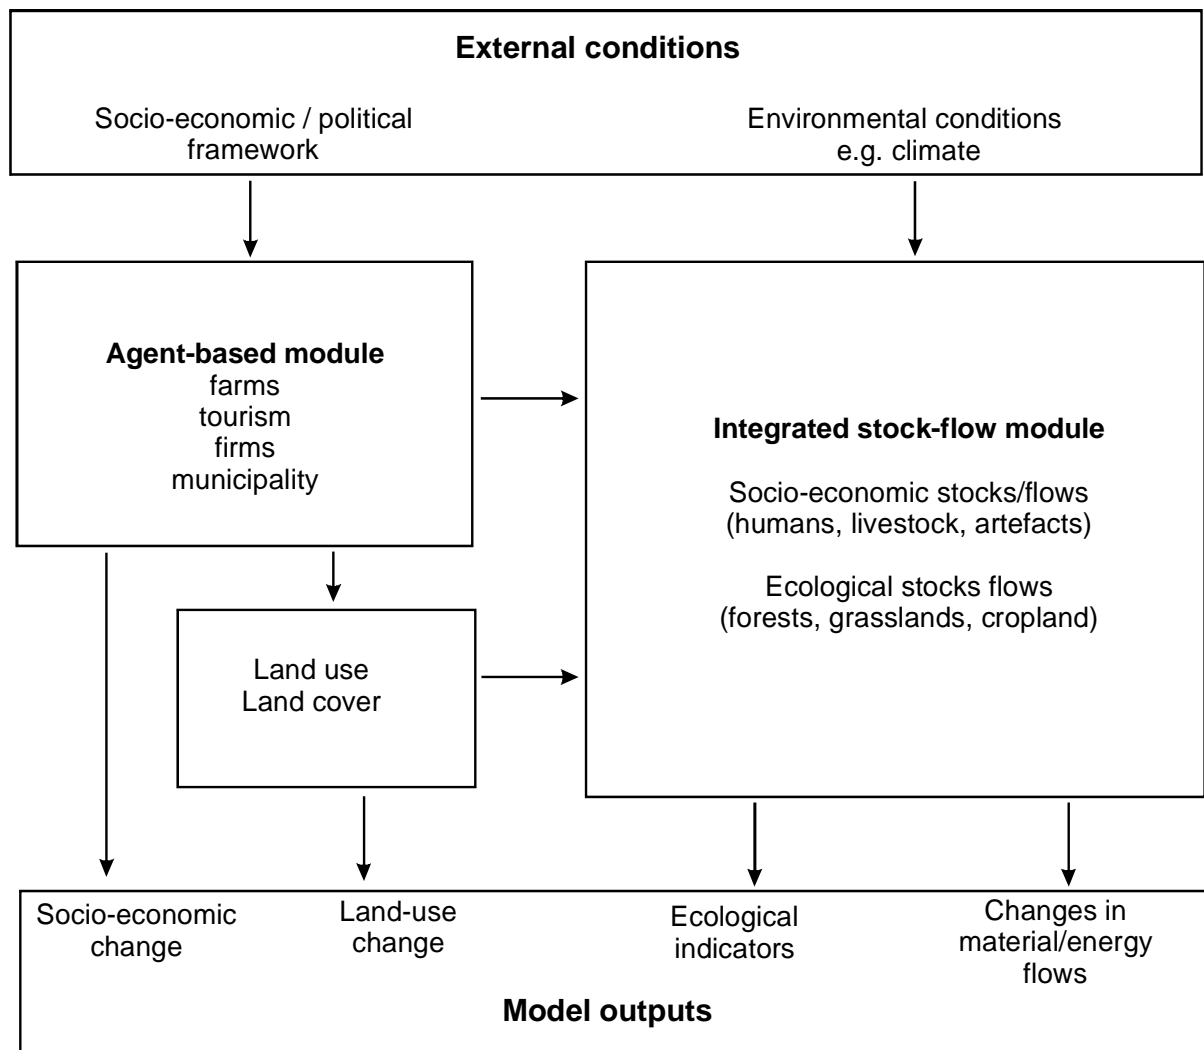 External conditions
Socio-economic / political
framework
Environmental conditions
e.g. climate
Agent-based module
farms
tourism
firms
municipality
Integrated stock-flow module
Socio-economic stocks/flows
(humans, livestock, artefacts)
Ecological stocks flows
(forests, grasslands, cropland)
Land use
Land cover
Socio-economic
change
Land-use
change
Ecological
indicators
Changes in
material/energy
flows
Model outputs